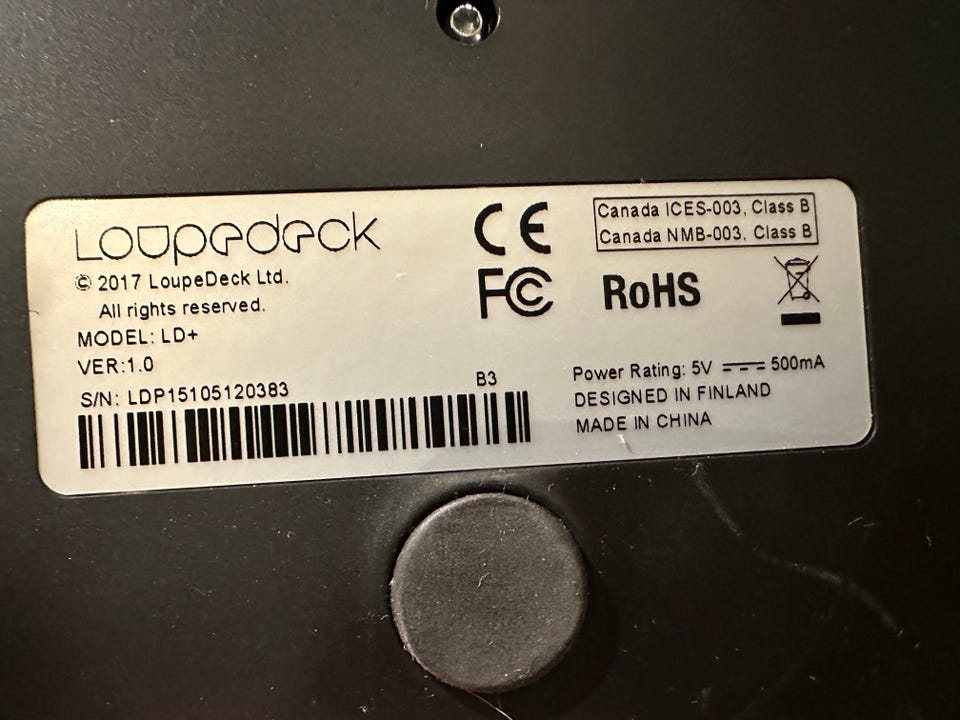 Loupedeck
© 2017 LoupeDeck Ltd.
All rights reserved.
MODEL: LD+
VER:1.0
S/N: LDP15105120383
B3
CE
FCC
Canada ICES-003, Class B
Canada NMB-003, Class B
RoHS
Power Rating: 5V ⎓ 500mA
DESIGNED IN FINLAND
MADE IN CHINA